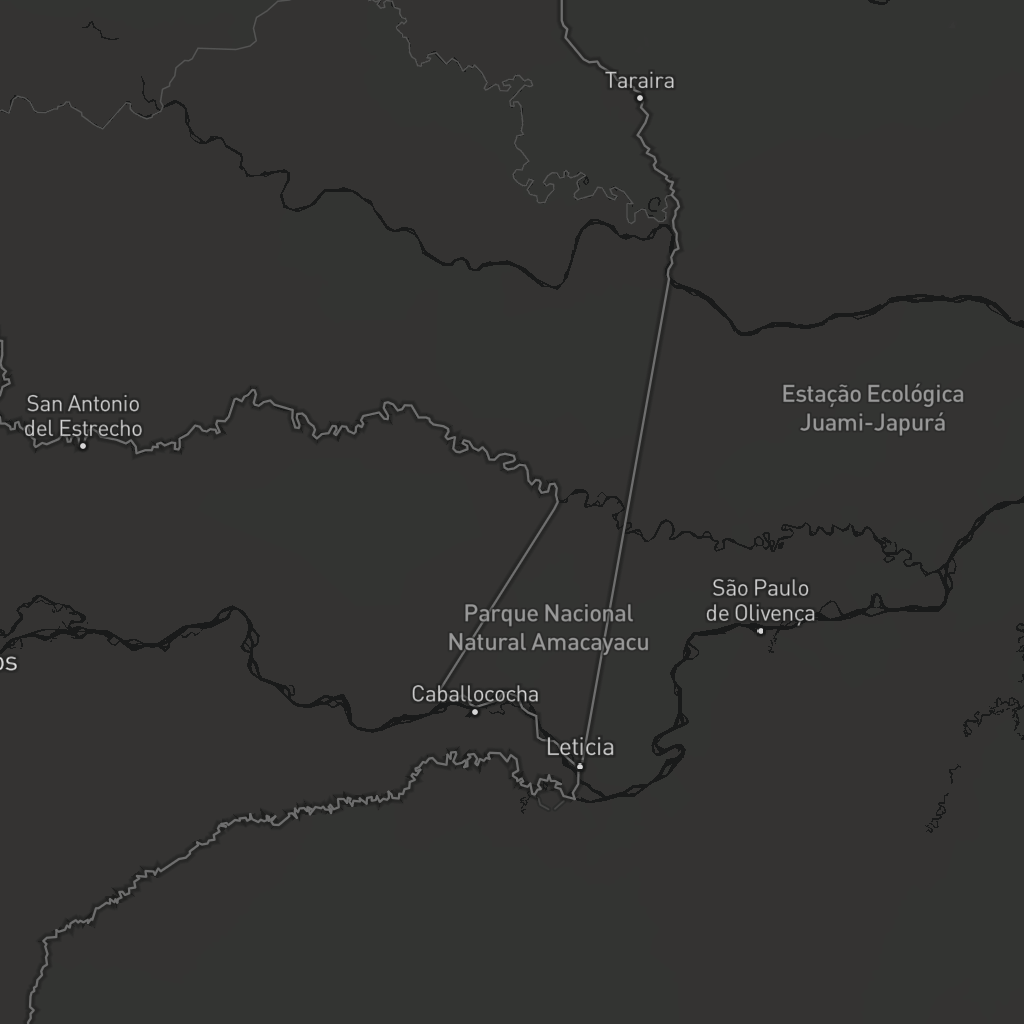 Taraira
Estação Ecológica
Juami-Japurá
San Antonio
del Estrecho
São Paulo
de Olivença
Parque Nacional
Natural Amacayacu
os
Caballococha
Leticia